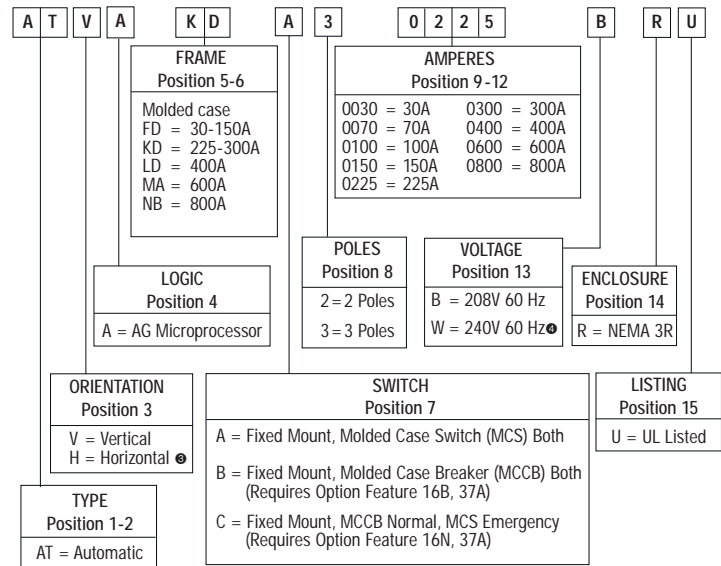 A T V A K D A 3 0 2 2 5 B R U
FRAME
Position 5-6
Molded case
FD = 30-150A
KD = 225-300A
LD = 400A
MA = 600A
NB = 800A
AMPERES
Position 9-12
0030 = 30A 0300 = 300A
0070 = 70A 0400 = 400A
0100 = 100A 0600 = 600A
0150 = 150A 0800 = 800A
0225 = 225A
LOGIC
Position 4
A = AG Microprocessor
POLES
Position 8
2 = 2 Poles
3 = 3 Poles
VOLTAGE
Position 13
B = 208V 60 Hz
W = 240V 60 Hz❹
ENCLOSURE
Position 14
R = NEMA 3R
ORIENTATION
Position 3
V = Vertical
H = Horizontal ❸
SWITCH
Position 7
A = Fixed Mount, Molded Case Switch (MCS) Both
B = Fixed Mount, Molded Case Breaker (MCCB) Both
(Requires Option Feature 16B, 37A)
C = Fixed Mount, MCCB Normal, MCS Emergency
(Requires Option Feature 16N, 37A)
LISTING
Position 15
U = UL Listed
TYPE
Position 1-2
AT = Automatic